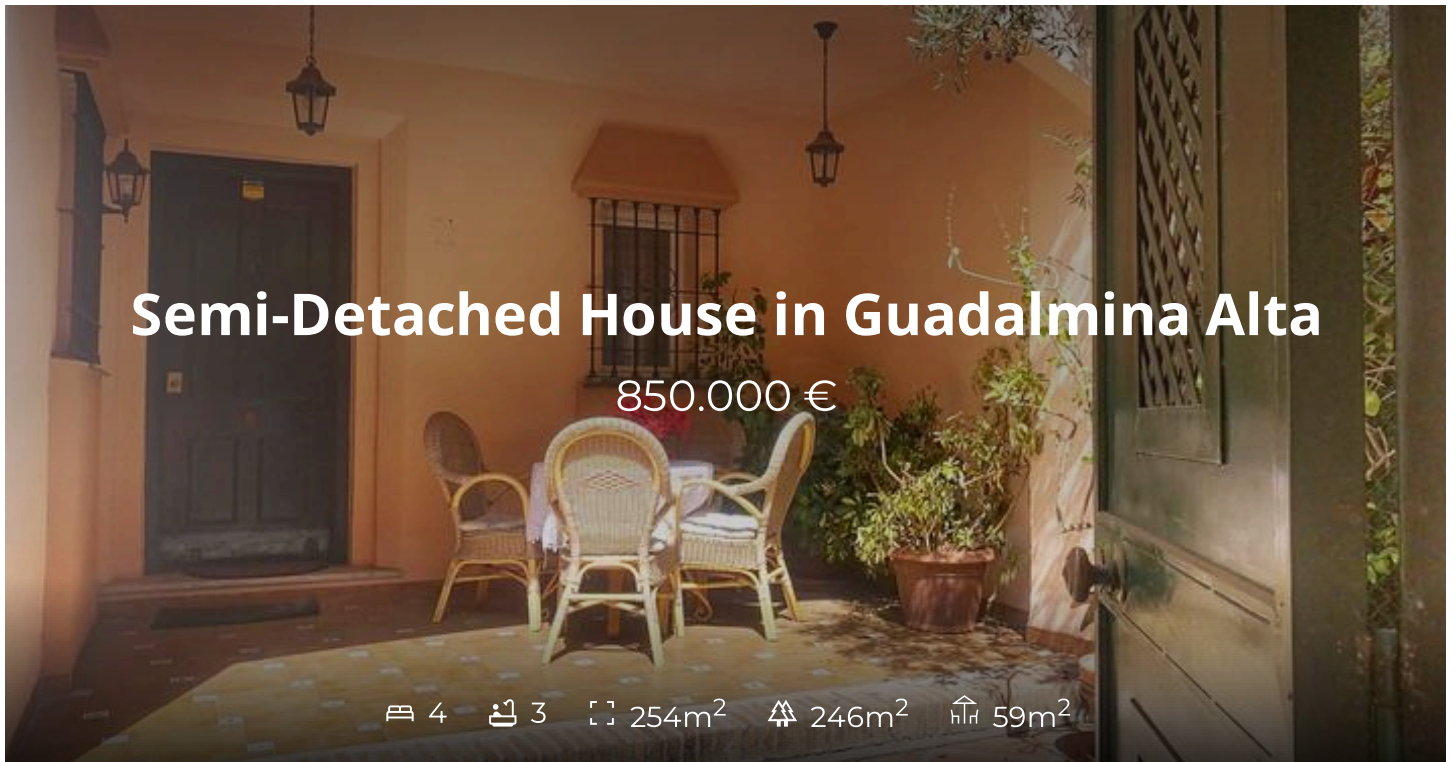 Semi-Detached House in Guadalmina Alta
850.000 €
4 3 254m² 246m² 59m²